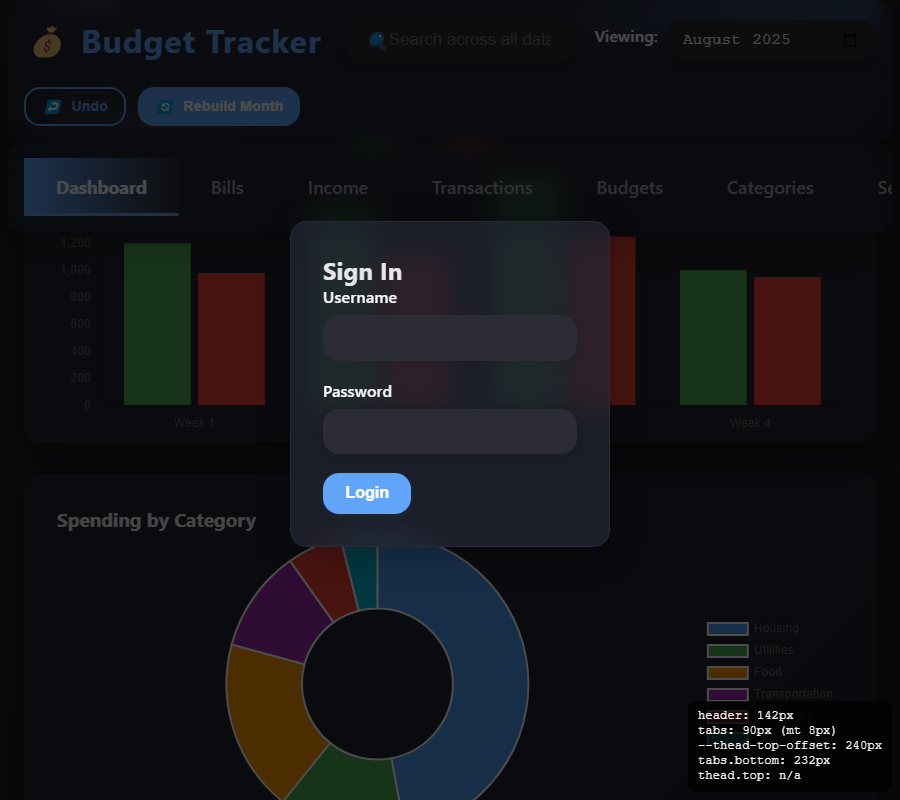 Budget Tracker
Search across all data
Viewing:
August 2025
Undo
Rebuild Month
Dashboard
Bills
Income
Transactions
Budgets
Categories
Se
1,200
1,000
800
600
400
200
0
Week 1
Week 4
Sign In
Username
Password
Login
Spending by Category
Housing
Utilities
Food
Transportation
header: 142px
tabs: 90px (mt 8px)
--thead-top-offset: 240px
tabs.bottom: 232px
thead.top: n/a